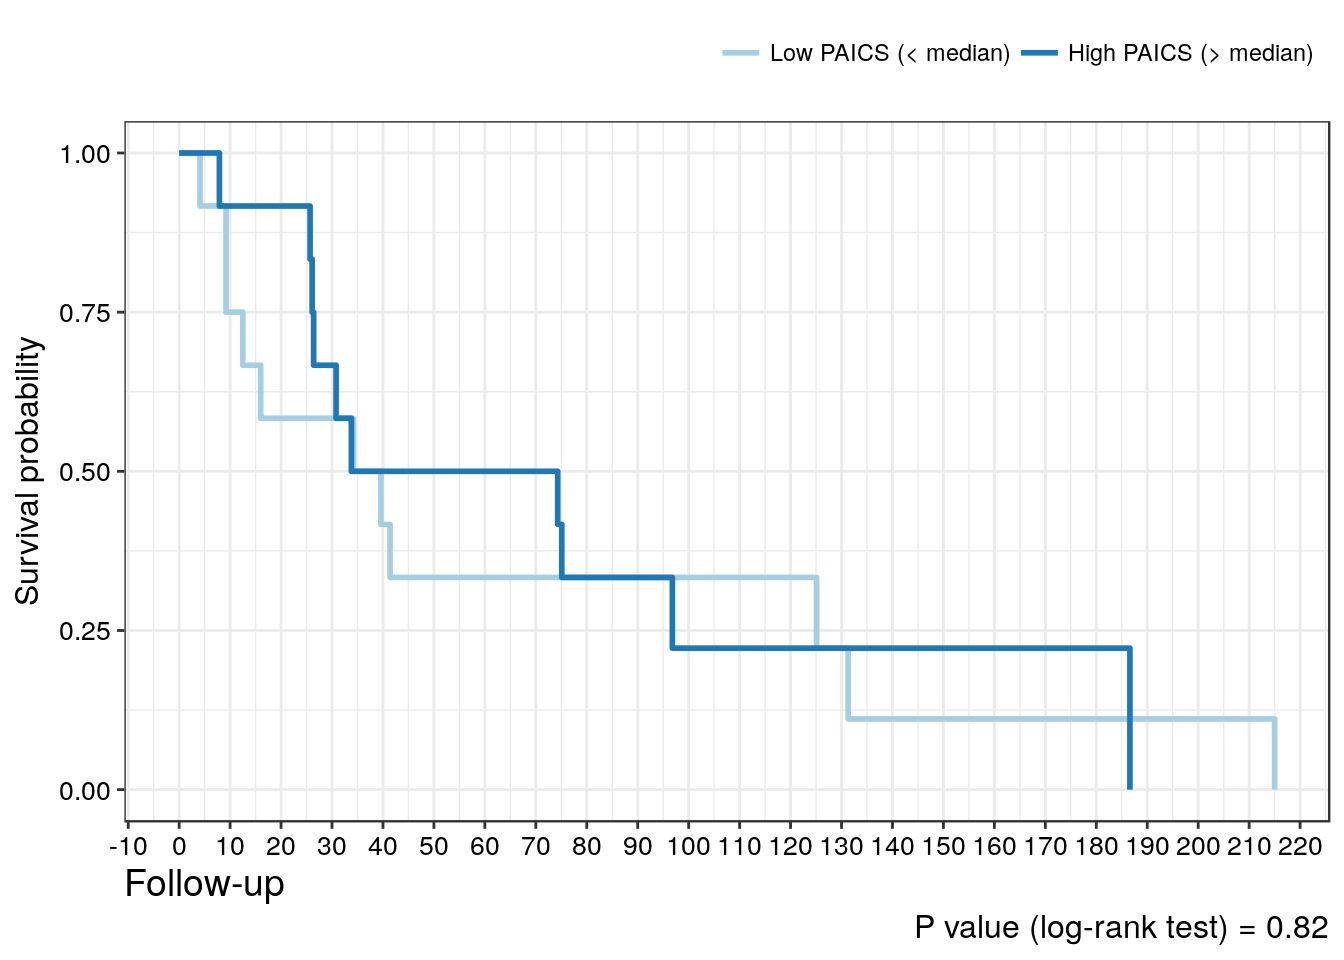 Low PAICS (< median) High PAICS (> median)
1.00
0.75
0.50
0.25
0.00
Survival probability
-10 0 10 20 30 40 50 60 70 80 90 100 110 120 130 140 150 160 170 180 190 200 210 220
Follow-up
P value (log-rank test) = 0.82